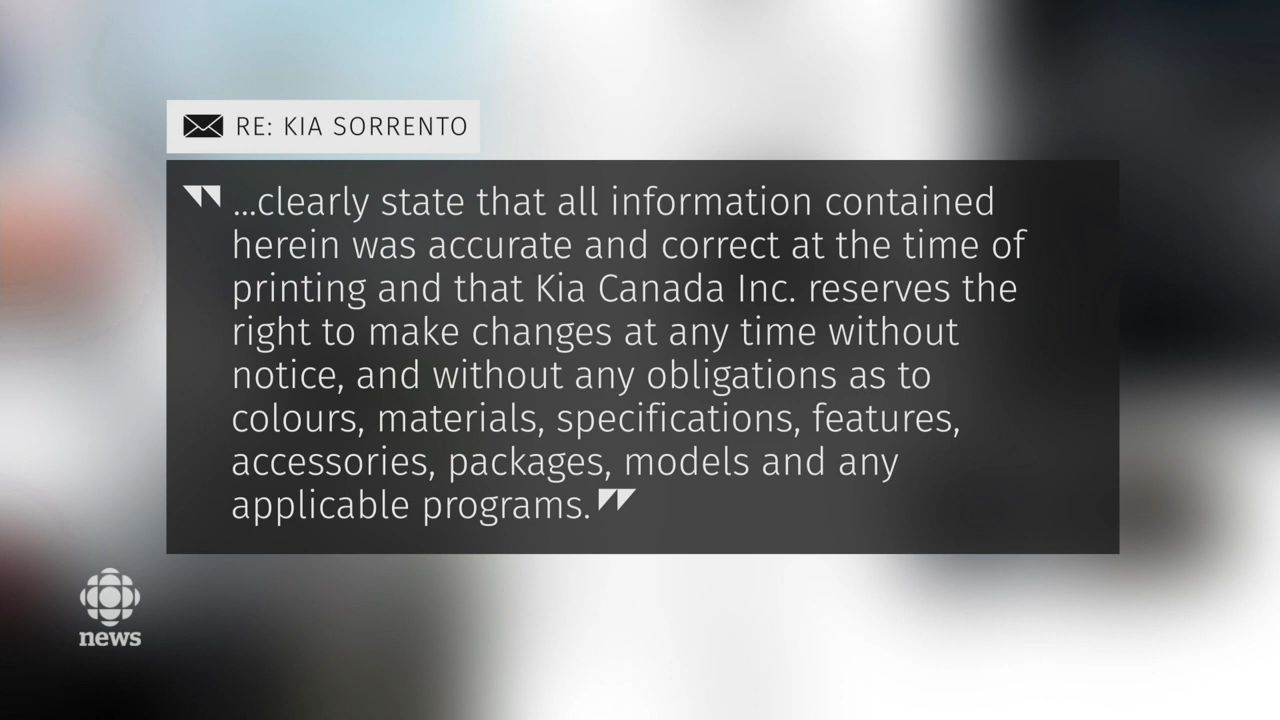 RE: KIA SORRENTO
...clearly state that all information contained
herein was accurate and correct at the time of
printing and that Kia Canada Inc. reserves the
right to make changes at any time without
notice, and without any obligations as to
colours, materials, specifications, features,
accessories, packages, models and any
applicable programs.
news